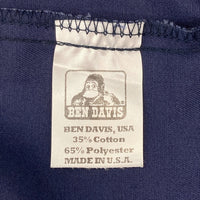 BEN DAVIS
BEN DAVIS, USA
35% Cotton
65% Polyester
MADE IN U.S.A.